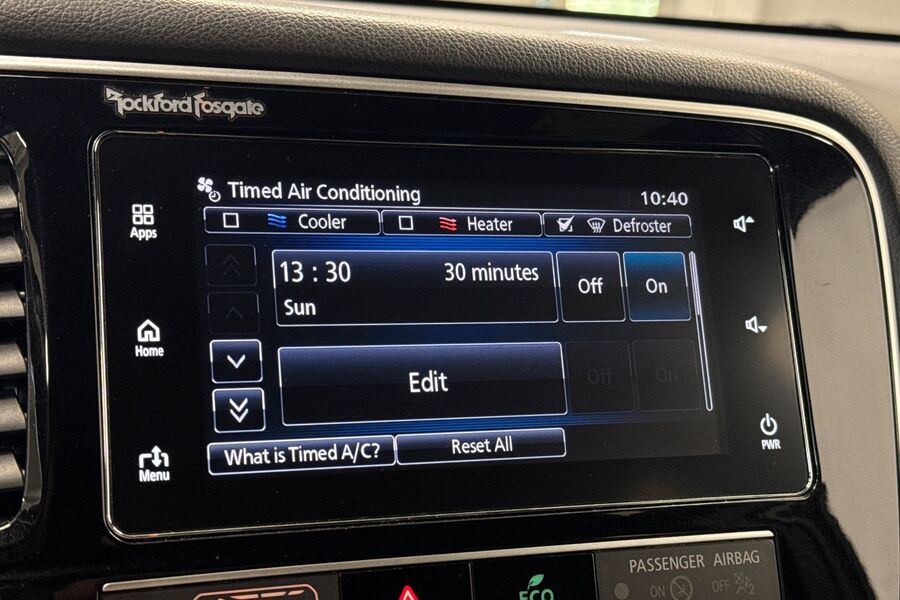 Rockford Fosgate
Timed Air Conditioning
10:40
Cooler
Heater
Defroster
Apps
13 : 30
30 minutes
Off
On
Sun
Home
Edit
Off
On
What is Timed A/C?
Reset All
PWR
Menu
PASSENGER AIRBAG
ON
OFF
2
ECO